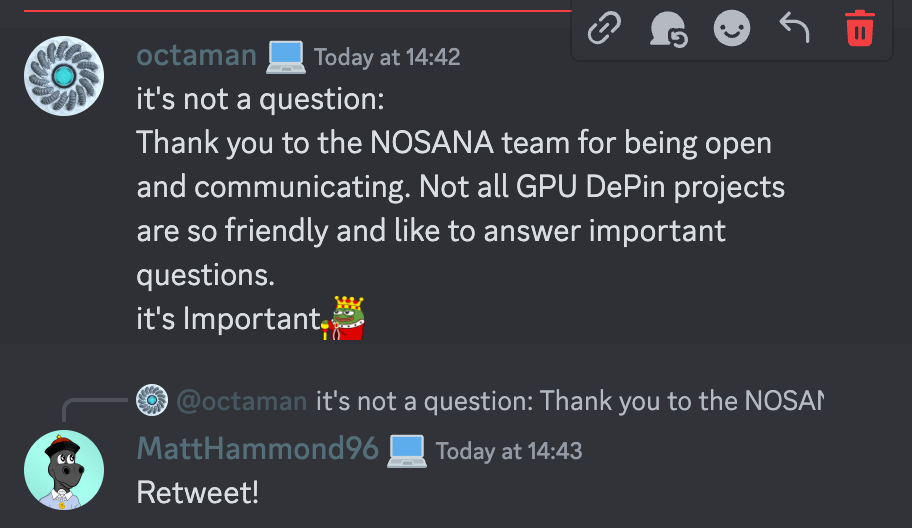 octaman Today at 14:42
it's not a question:
Thank you to the NOSANA team for being open
and communicating. Not all GPU DePin projects
are so friendly and like to answer important
questions.
it's Important.
@octaman it's not a question: Thank you to the NOSAN
MattHammond96 Today at 14:43
Retweet!